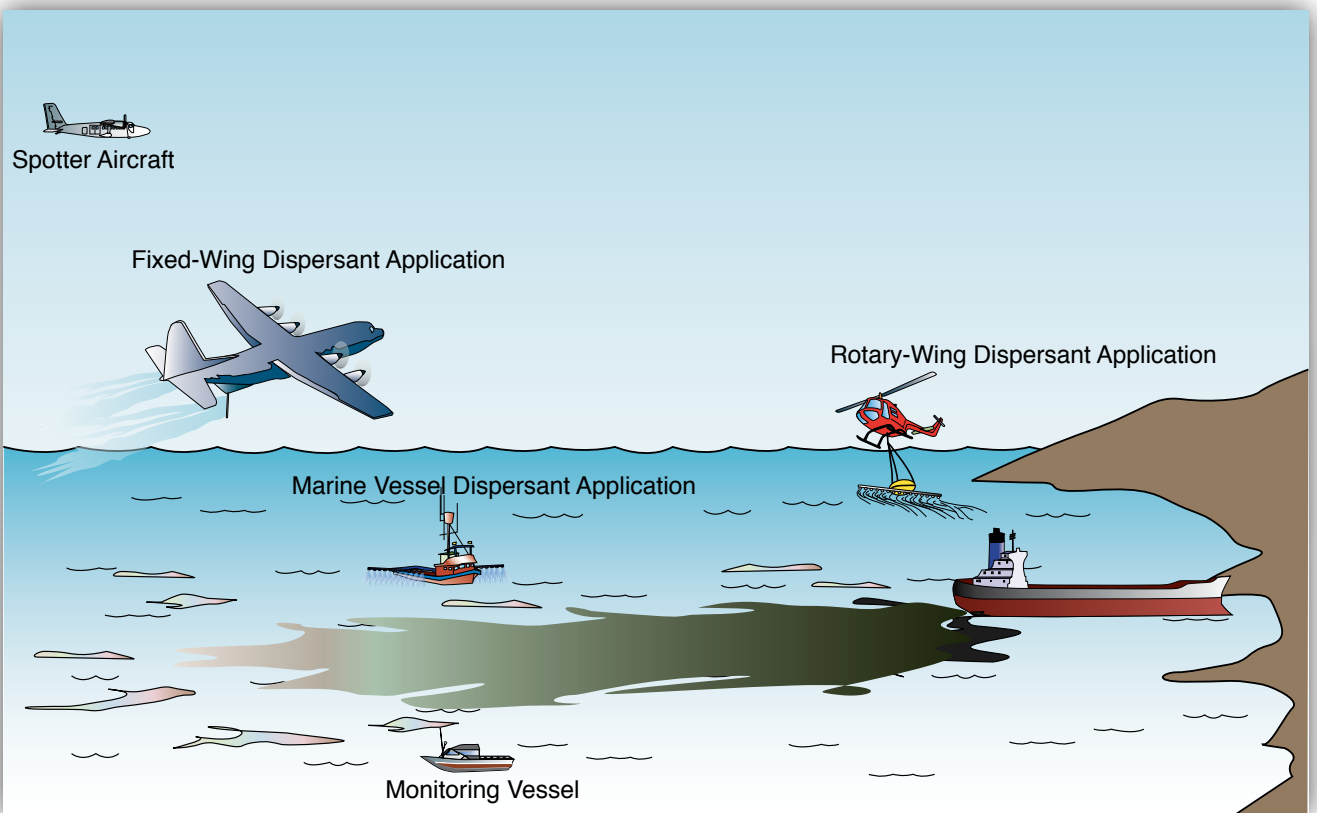 Spotter Aircraft
Fixed-Wing Dispersant Application
Rotary-Wing Dispersant Application
Marine Vessel Dispersant Application
Monitoring Vessel